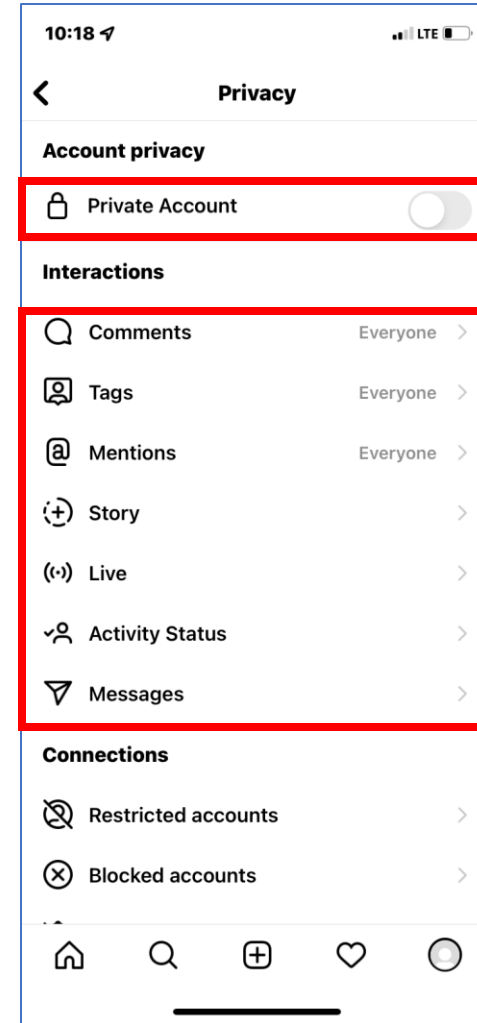 10:18 LTE
Privacy
Account privacy
Private Account
Interactions
Comments Everyone
Tags Everyone
Mentions Everyone
Story
Live
Activity Status
Messages
Connections
Restricted accounts
Blocked accounts